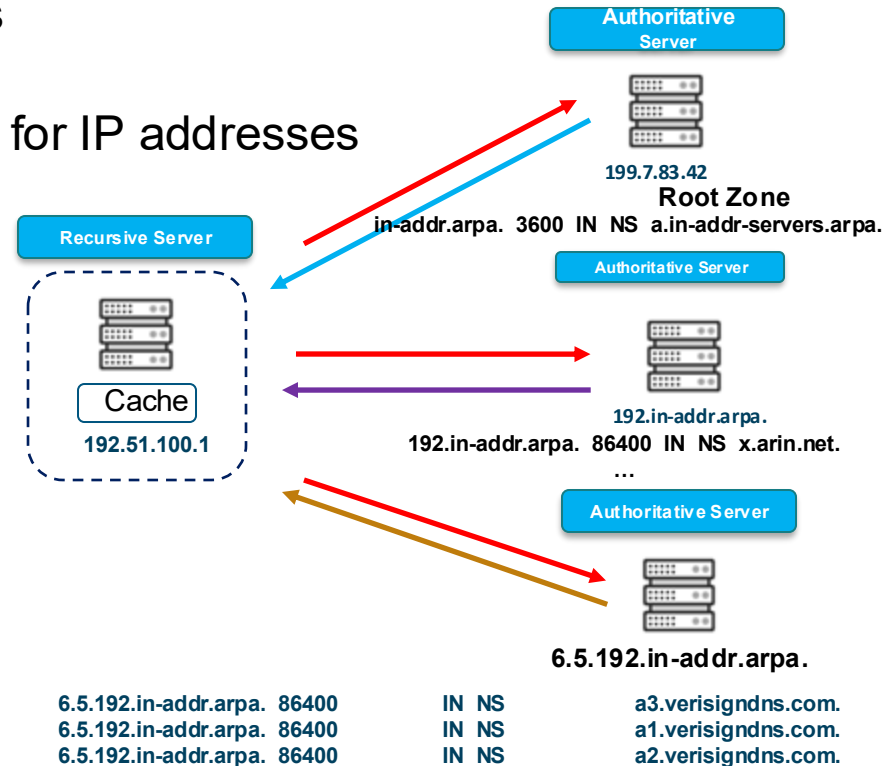 s
Authoritative
Server
for IP addresses
199.7.83.42
Root Zone
in-addr.arpa. 3600 IN NS a.in-addr-servers.arpa.
Recursive Server
Authoritative Server
Cache
192.51.100.1
192.in-addr.arpa.
192.in-addr.arpa. 86400 IN NS x.arin.net.
...
Authoritative Server
6.5.192.in-addr.arpa.
6.5.192.in-addr.arpa. 86400 IN NS a3.verisigndns.com.
6.5.192.in-addr.arpa. 86400 IN NS a1.verisigndns.com.
6.5.192.in-addr.arpa. 86400 IN NS a2.verisigndns.com.